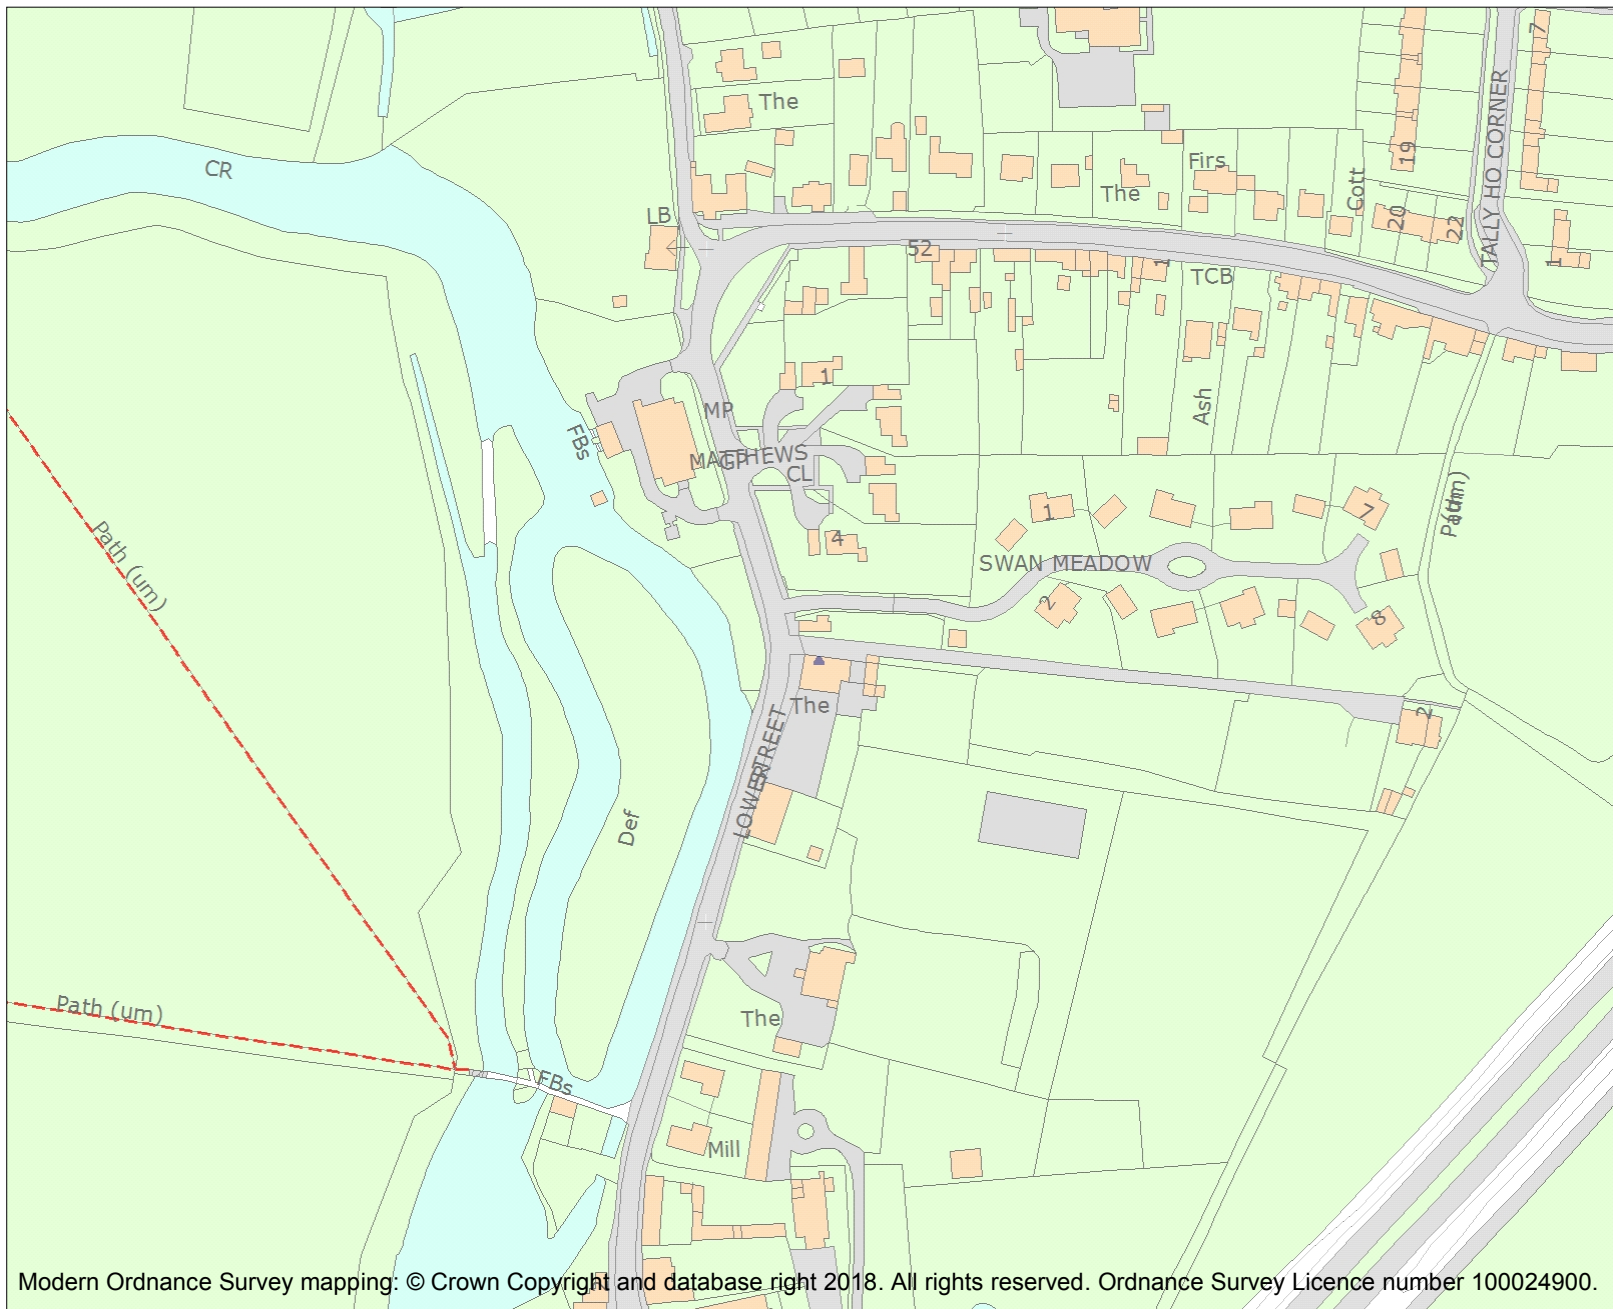 7
The
TALLY HO CORNER
19
CR
Firs
The
Cott
LB
20
22
52
1
TCB
1
1
MP
Ash
FBs
MATTHEWS
GP
CL
Path (um)
1
7
4
SWAN MEADOW
Path (um)
2
8
The
2
LOWER STREET
Def
Path (um)
The
FBs
Mill
Modern Ordnance Survey mapping: © Crown Copyright and database right 2018. All rights reserved. Ordnance Survey Licence number 100024900.